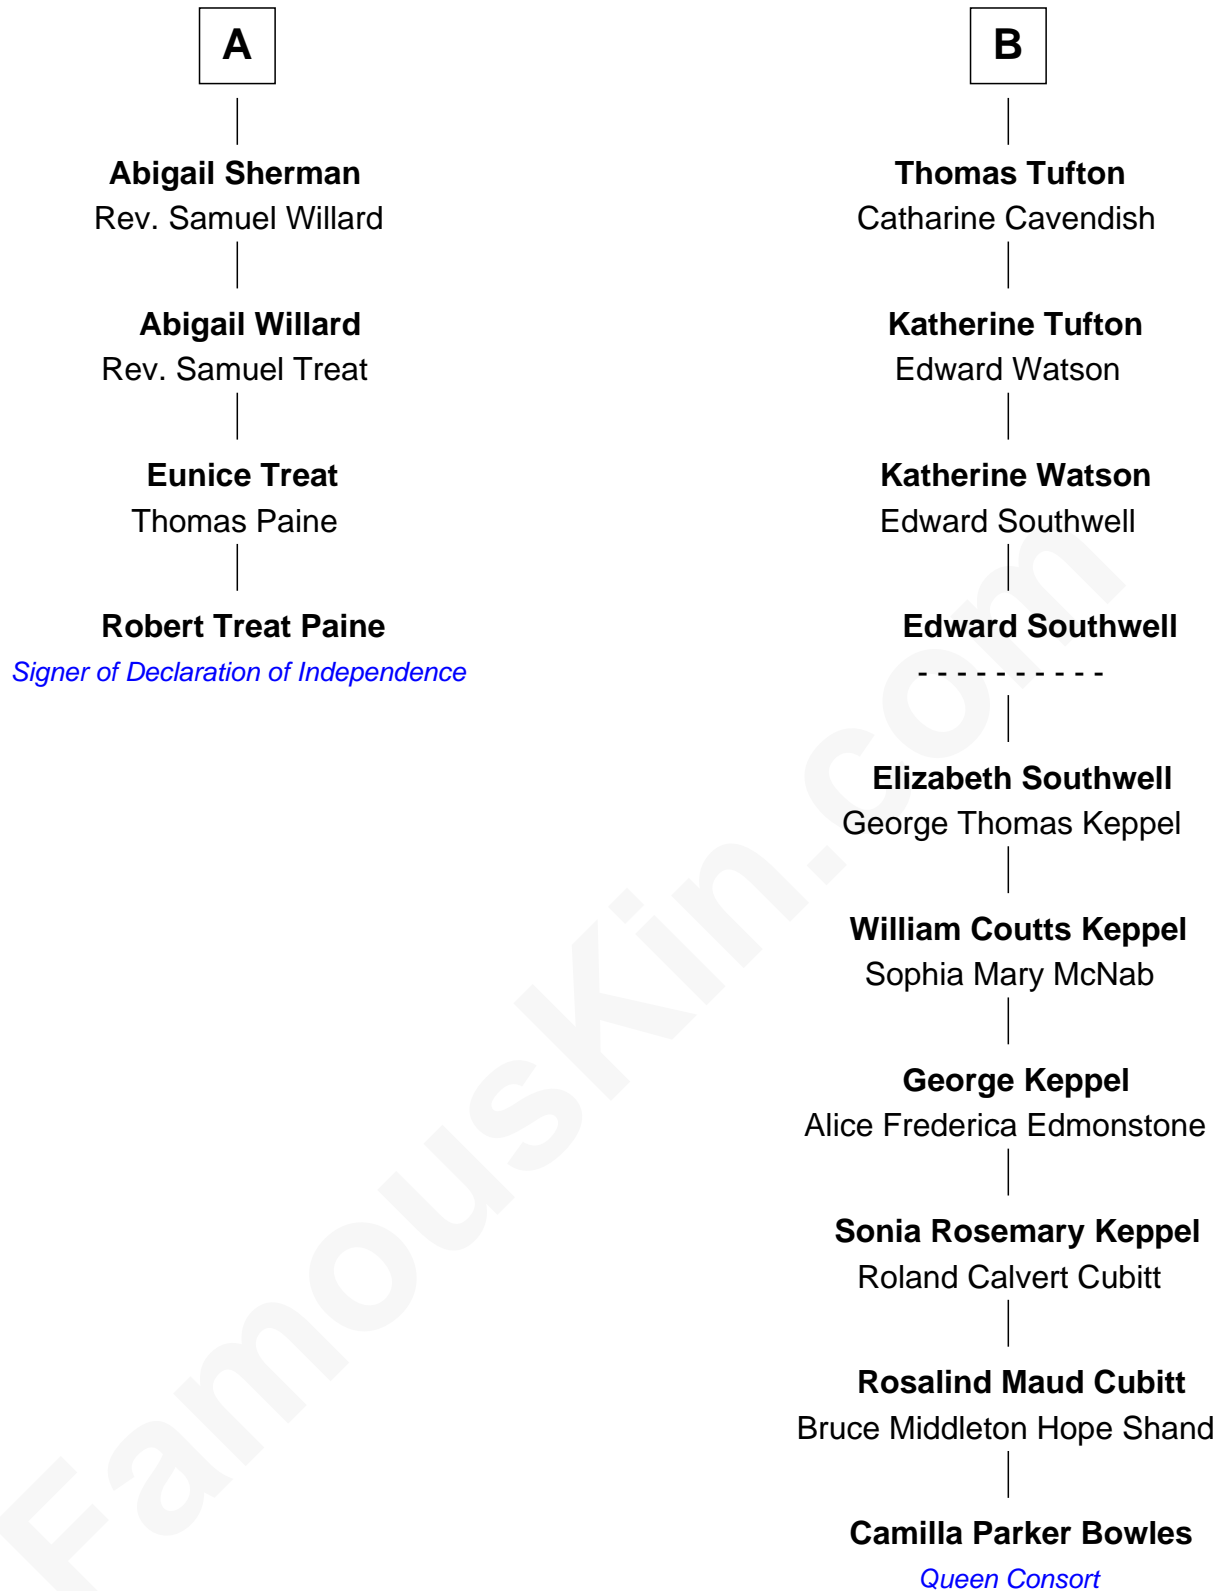 A
Abigail Sherman
Rev. Samuel Willard
Abigail Willard
Rev. Samuel Treat
Eunice Treat
Thomas Paine
Robert Treat Paine
Signer of Declaration of Independence
B
Thomas Tufton
Catharine Cavendish
Katherine Tufton
Edward Watson
Katherine Watson
Edward Southwell
Edward Southwell
- - - - - - - - - -
Elizabeth Southwell
George Thomas Keppel
William Coutts Keppel
Sophia Mary McNab
George Keppel
Alice Frederica Edmonstone
Sonia Rosemary Keppel
Roland Calvert Cubitt
Rosalind Maud Cubitt
Bruce Middleton Hope Shand
Camilla Parker Bowles
Queen Consort
FamousKin.com